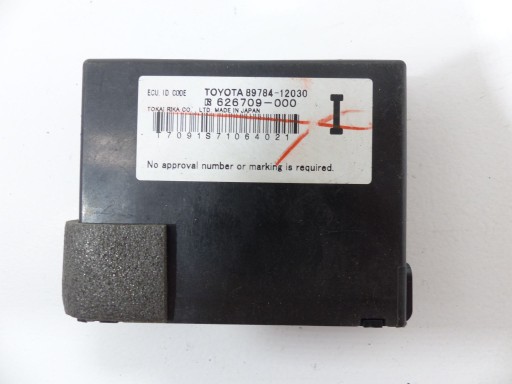 ECU ID CODE TOYOTA 89784-12030
626709-000
TOKAI RIKA CO., LTD. MADE IN JAPAN
I
17091S71064021
No approval number or marking is required.